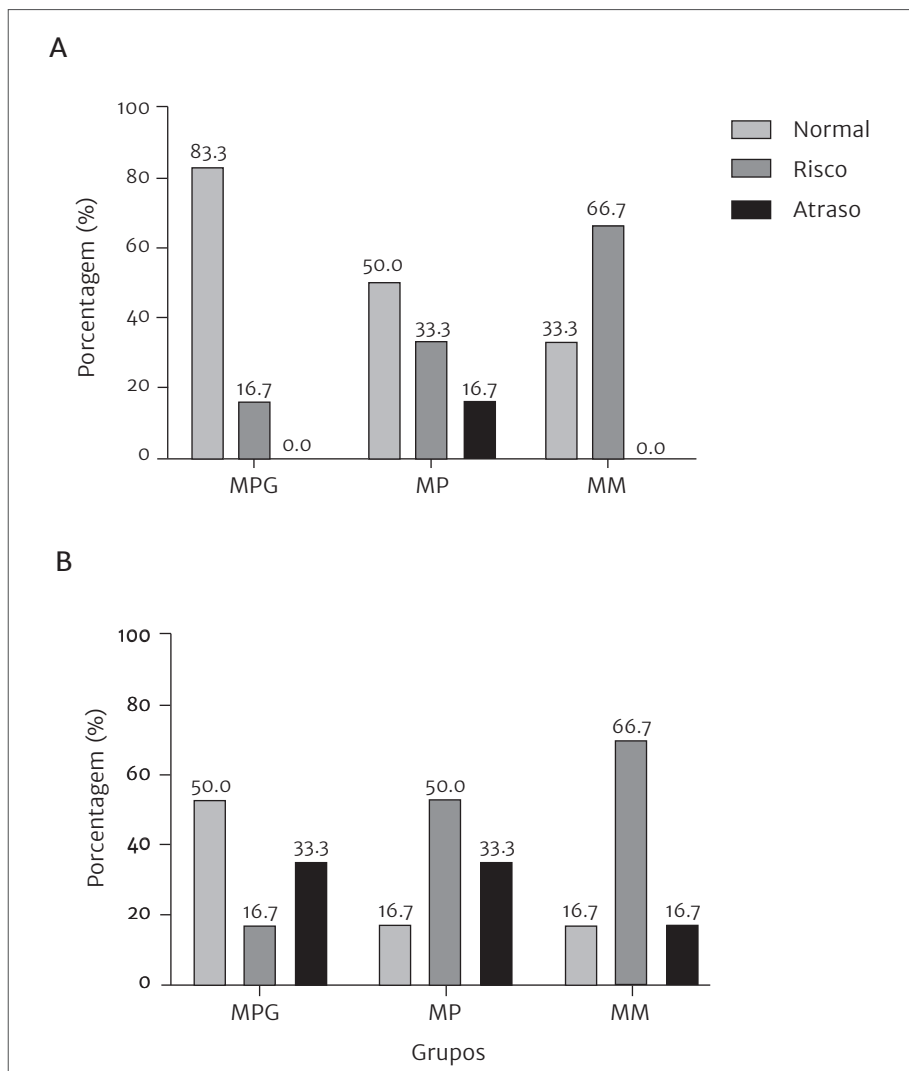 A
Porcentagem (%)
100
80
60
40
20
0
83.3
16.7
0.0
50.0
33.3
16.7
33.3
66.7
0.0
MPG
MP
MM
Normal
Risco
Atraso
B
Porcentagem (%)
100
80
60
40
20
0
50.0
16.7
33.3
16.7
50.0
33.3
16.7
66.7
16.7
MPG
MP
MM
Grupos